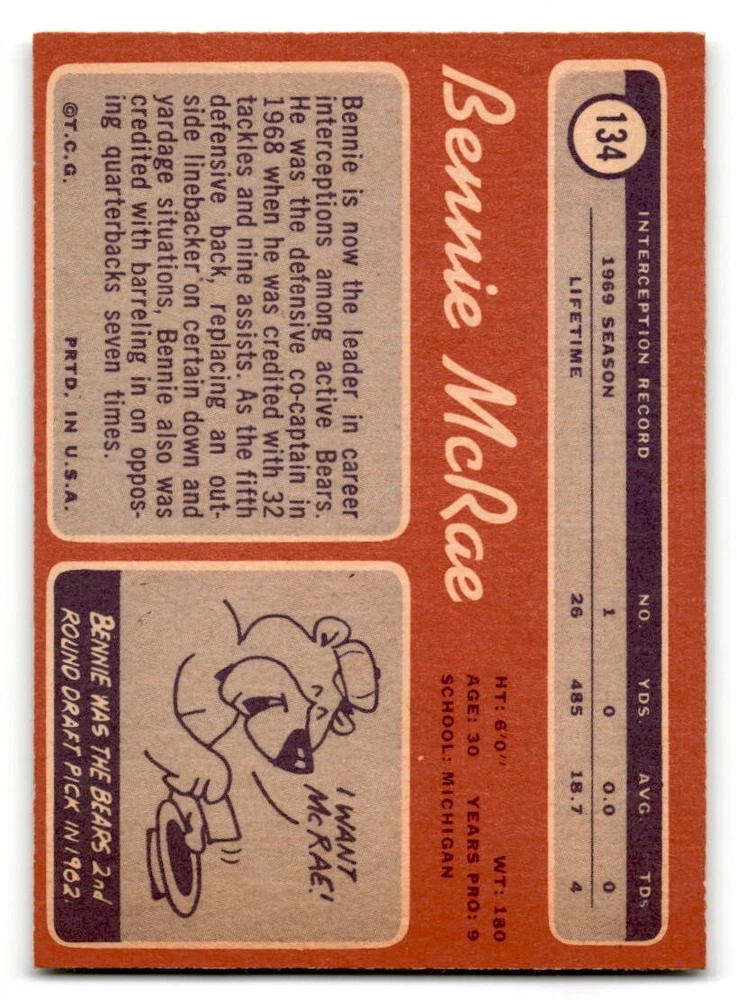 134
INTERCEPTION RECORD NO. YDS. AVG. TDS
1969 SEASON 1 0 0.0 0
LIFETIME 26 485 18.7 4
Bennie McRae
HT: 6'0" WT: 180
AGE: 30 YEARS PRO: 9
SCHOOL: MICHIGAN
Bennie is now the leader in career
interceptions among active Bears.
He was the defensive co-captain in
1968 when he was credited with 32
tackles and nine assists. As the fifth
defensive back, replacing an out-
side linebacker on certain down and
yardage situations, Bennie also was
credited with barreling in on oppos-
ing quarterbacks seven times.
©T.C.G. PRTD. IN U.S.A.
I WANT
McRAE!
BENNIE WAS THE BEARS 2nd
ROUND DRAFT PICK IN 1962.